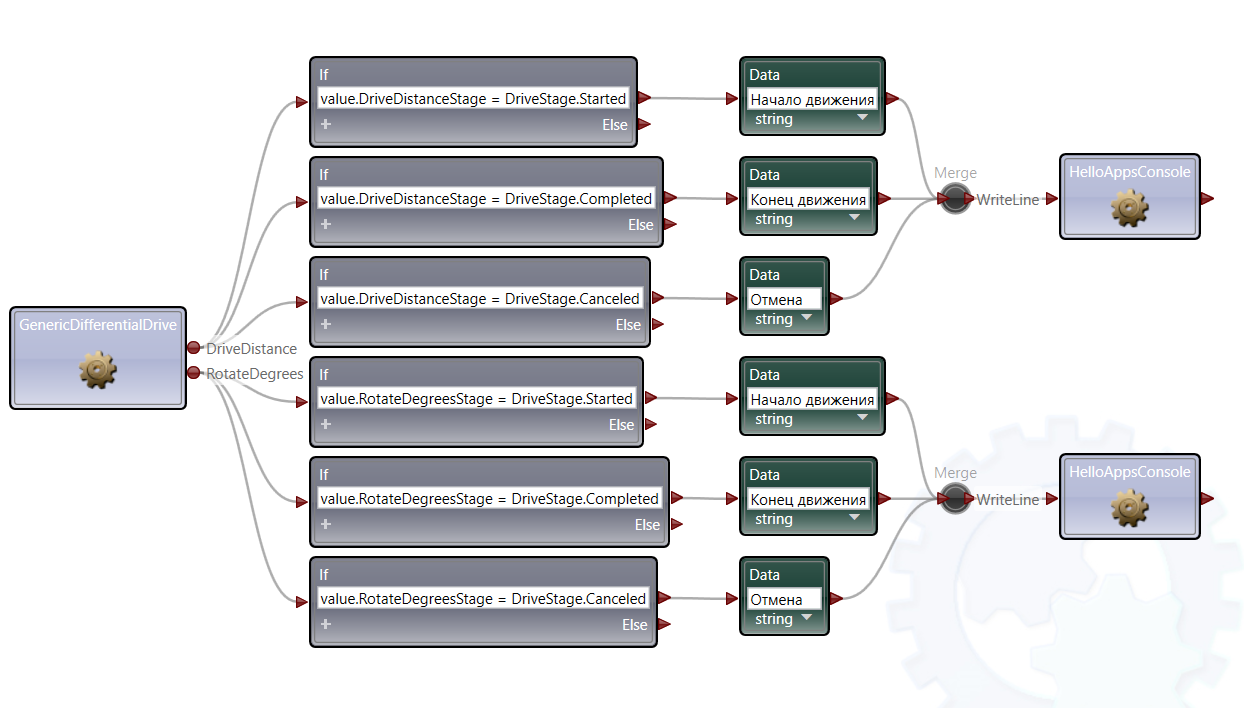 GenericDifferentialDrive
DriveDistance
RotateDegrees
If
value.DriveDistanceStage = DriveStage.Started
+
Else
Data
Начало движения
string
If
value.DriveDistanceStage = DriveStage.Completed
+
Else
Data
Конец движения
string
If
value.DriveDistanceStage = DriveStage.Canceled
+
Else
Data
Отмена
string
Merge
WriteLine
HelloAppsConsole
If
value.RotateDegreesStage = DriveStage.Started
+
Else
Data
Начало движения
string
If
value.RotateDegreesStage = DriveStage.Completed
+
Else
Data
Конец движения
string
If
value.RotateDegreesStage = DriveStage.Canceled
+
Else
Data
Отмена
string
Merge
WriteLine
HelloAppsConsole